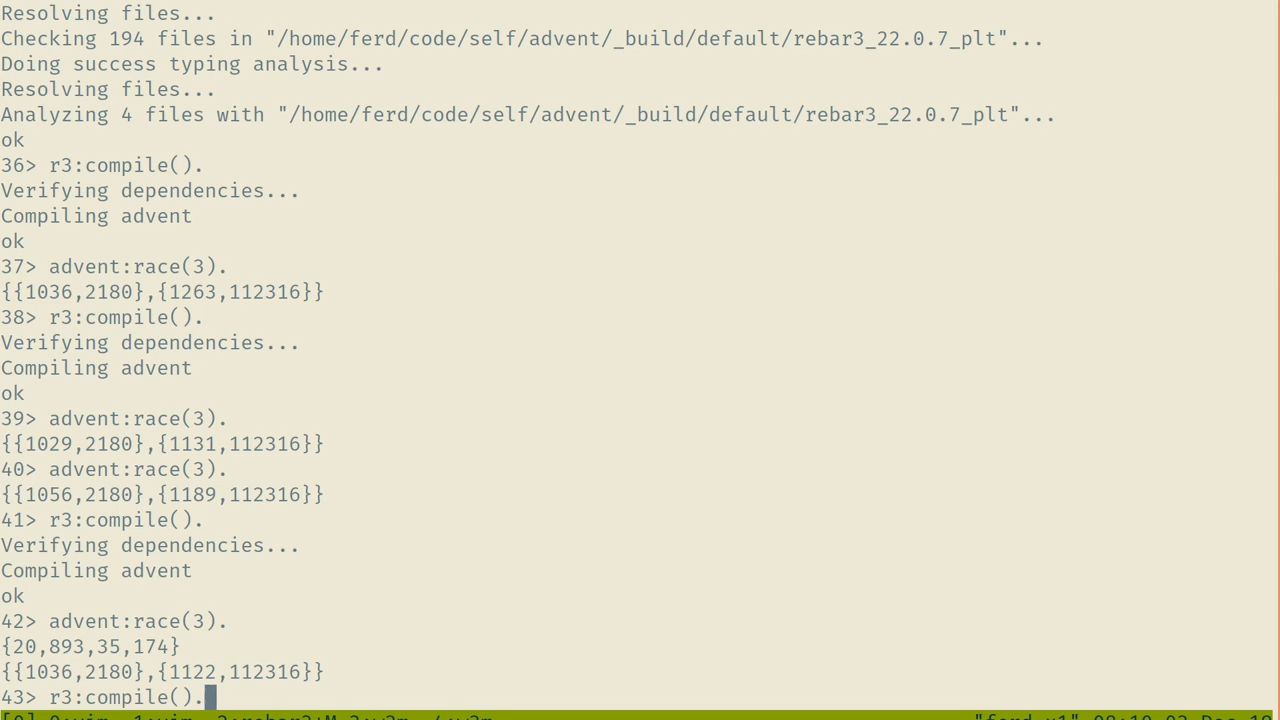 Resolving files...
Checking 194 files in "/home/ferd/code/self/advent/_build/default/rebar3_22.0.7_plt"...
Doing success typing analysis...
Resolving files...
Analyzing 4 files with "/home/ferd/code/self/advent/_build/default/rebar3_22.0.7_plt"...
ok
36> r3:compile().
Verifying dependencies...
Compiling advent
ok
37> advent:race(3).
{{1036,2180},{1263,112316}}
38> r3:compile().
Verifying dependencies...
Compiling advent
ok
39> advent:race(3).
{{1029,2180},{1131,112316}}
40> advent:race(3).
{{1056,2180},{1189,112316}}
41> r3:compile().
Verifying dependencies...
Compiling advent
ok
42> advent:race(3).
{20,893,35,174}
{{1036,2180},{1122,112316}}
43> r3:compile().